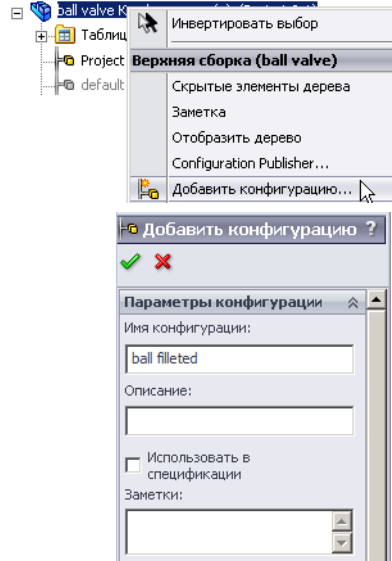 ball valve
Инвертировать выбор
Таблиц
Project
Верхняя сборка (ball valve)
default
Скрытые элементы дерева
Заметка
Отобразить дерево
Configuration Publisher...
Добавить конфигурацию...
Добавить конфигурацию ?
Параметры конфигурации
Имя конфигурации:
ball filleted
Описание:
Использовать в
спецификации
Заметки: